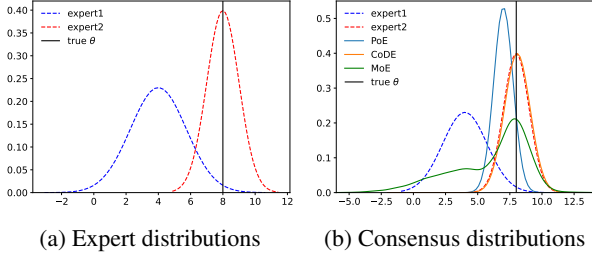 0.40
0.35
0.30
0.25
0.20
0.15
0.10
0.05
0.00
−2 0 2 4 6 8 10 12
expert1
expert2
true θ
(a) Expert distributions
0.5
0.4
0.3
0.2
0.1
0.0
−5.0 −2.5 0.0 2.5 5.0 7.5 10.0 12.5
expert1
expert2
PoE
CoDE
MoE
true θ
(b) Consensus distributions